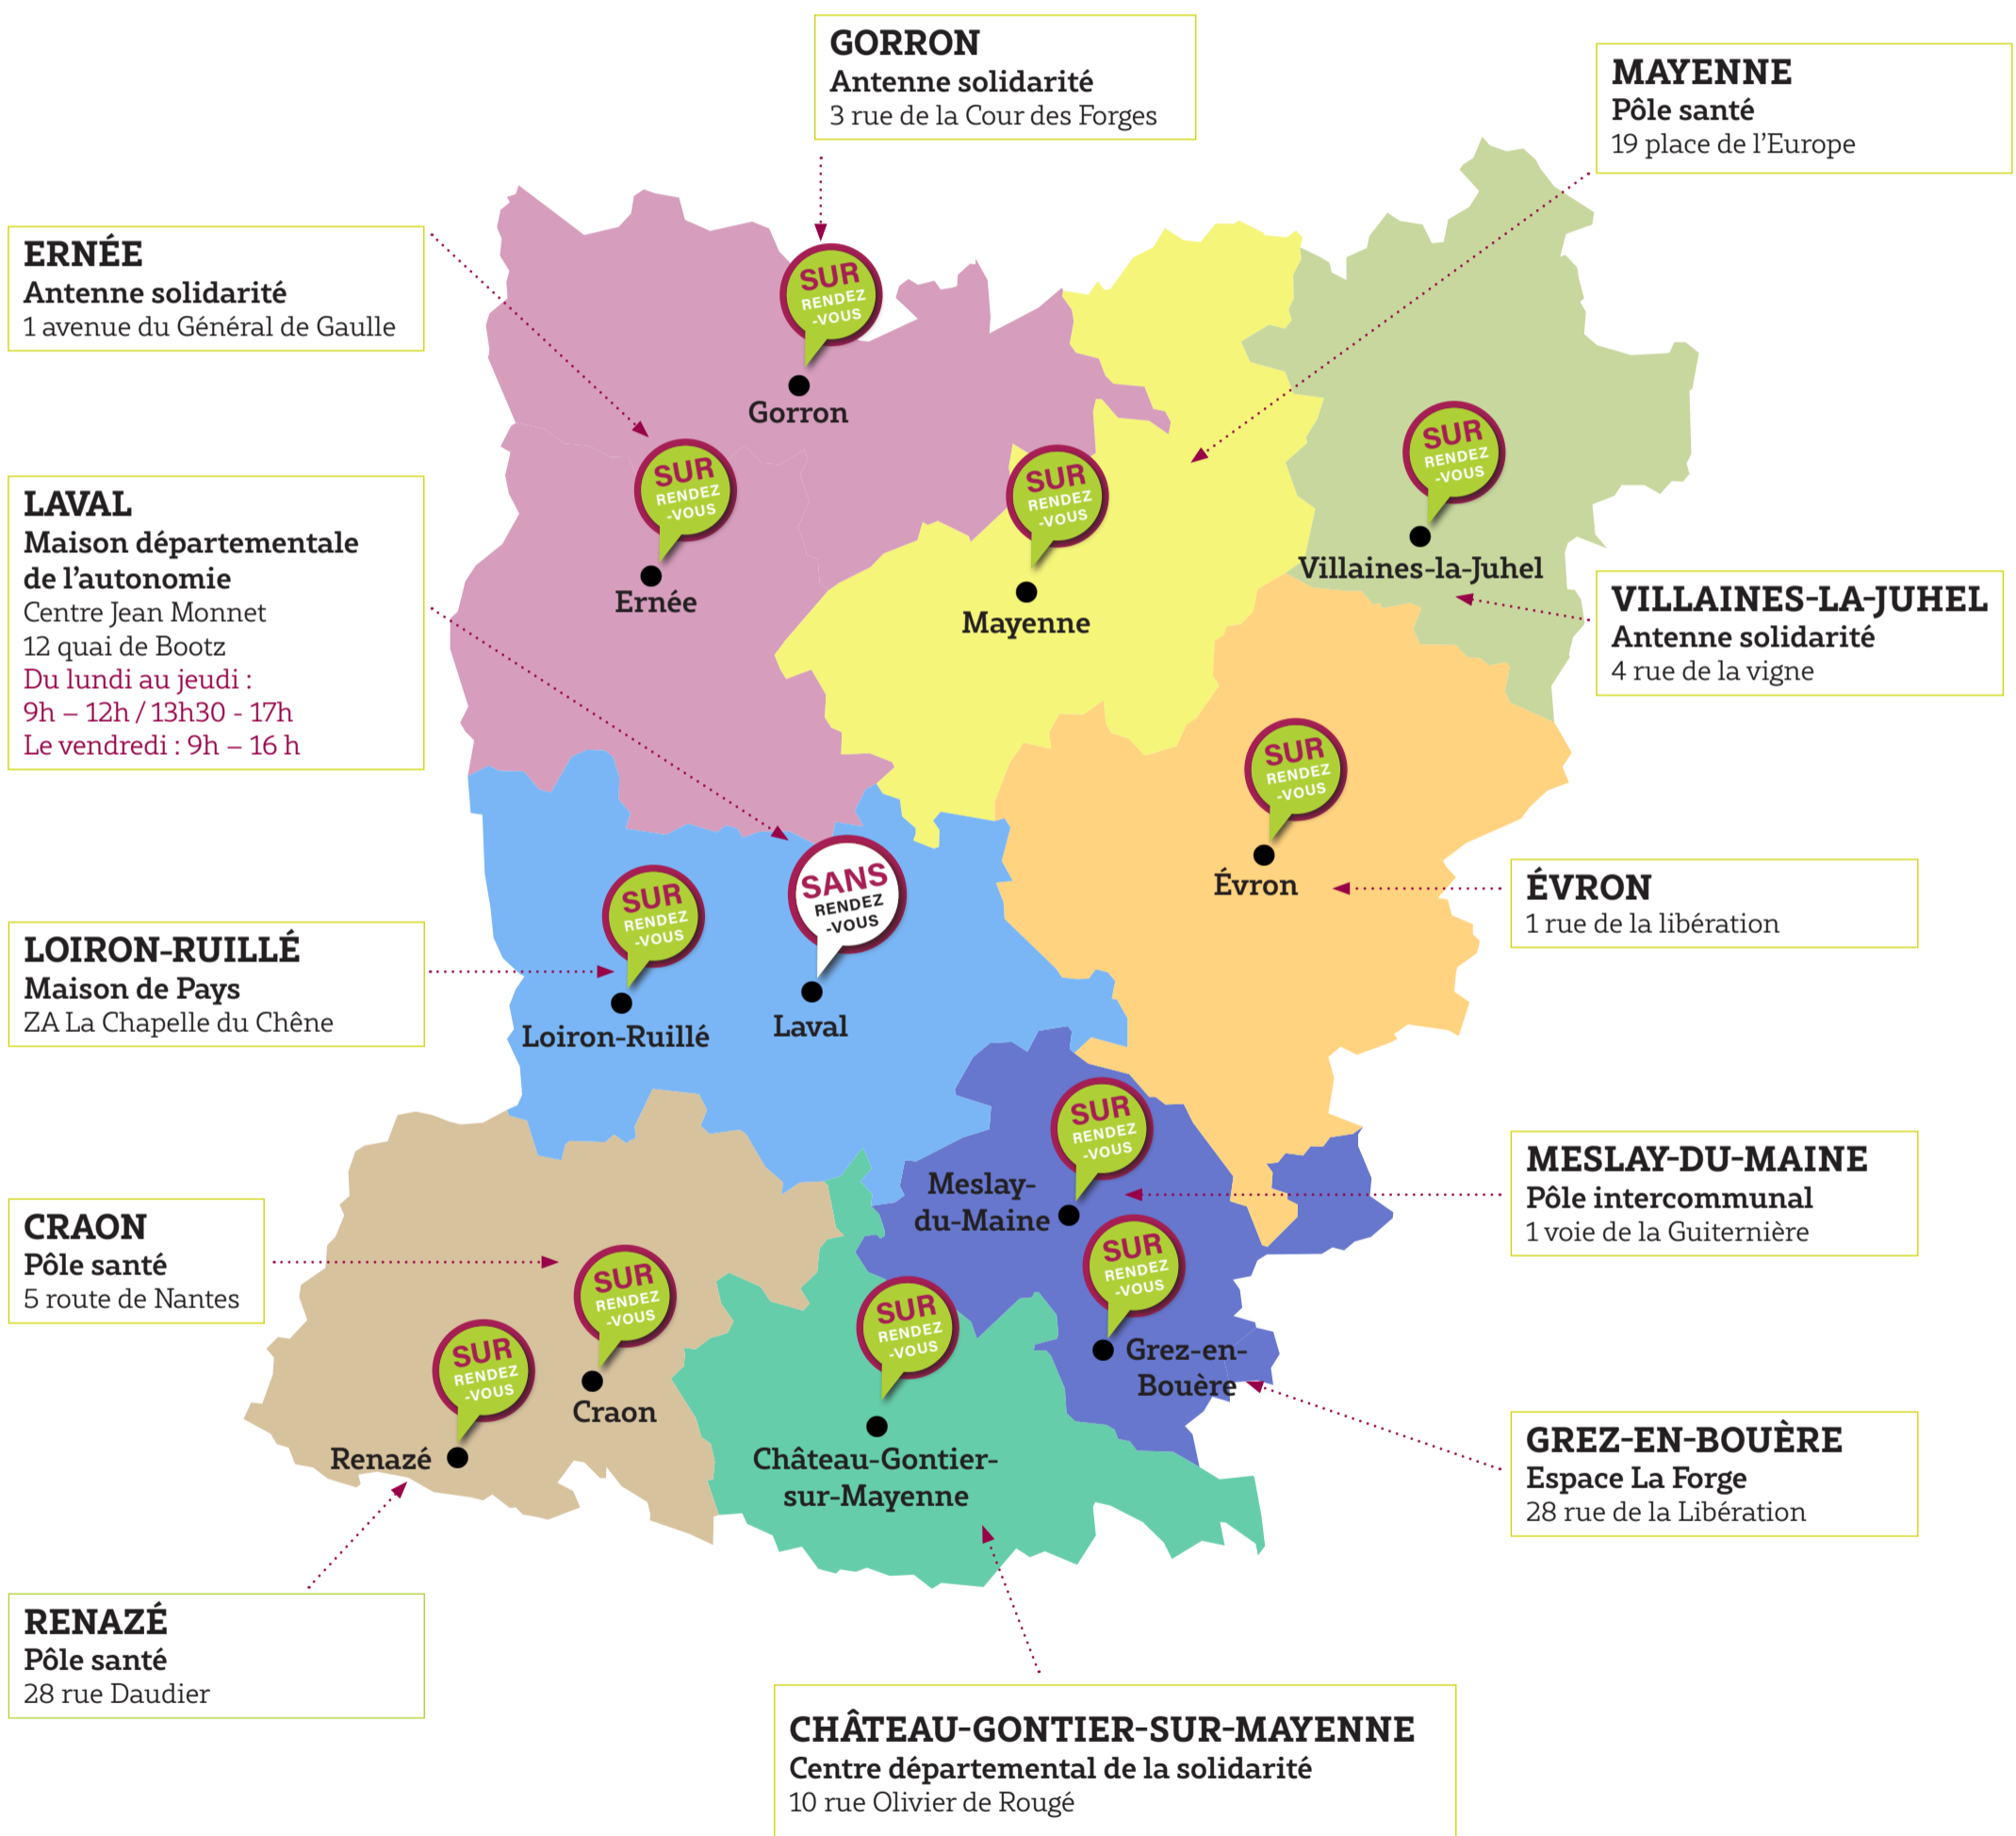 GORRON
Antenne solidarité
3 rue de la Cour des Forges
MAYENNE
Pôle santé
19 place de l'Europe
ERNÉE
Antenne solidarité
1 avenue du Général de Gaulle
SUR
RENDEZ
-VOUS
Gorron
SUR
RENDEZ
-VOUS
Ernée
SUR
RENDEZ
-VOUS
Mayenne
SUR
RENDEZ
-VOUS
Villaines-la-Juhel
LAVAL
Maison départementale
de l'autonomie
Centre Jean Monnet
12 quai de Bootz
Du lundi au jeudi :
9h – 12h / 13h30 - 17h
Le vendredi : 9h – 16 h
VILLAINES-LA-JUHEL
Antenne solidarité
4 rue de la vigne
SUR
RENDEZ
-VOUS
Évron
ÉVRON
1 rue de la libération
LOIRON-RUILLÉ
Maison de Pays
ZA La Chapelle du Chêne
SUR
RENDEZ
-VOUS
Loiron-Ruillé
SANS
RENDEZ
-VOUS
Laval
SUR
RENDEZ
-VOUS
Meslay-
du-Maine
MESLAY-DU-MAINE
Pôle intercommunal
1 voie de la Guiternière
CRAON
Pôle santé
5 route de Nantes
SUR
RENDEZ
-VOUS
Craon
SUR
RENDEZ
-VOUS
Renazé
SUR
RENDEZ
-VOUS
Château-Gontier-
sur-Mayenne
SUR
RENDEZ
-VOUS
Grez-en-
Bouère
GREZ-EN-BOUÈRE
Espace La Forge
28 rue de la Libération
RENAZÉ
Pôle santé
28 rue Daudier
CHÂTEAU-GONTIER-SUR-MAYENNE
Centre départemental de la solidarité
10 rue Olivier de Rougé